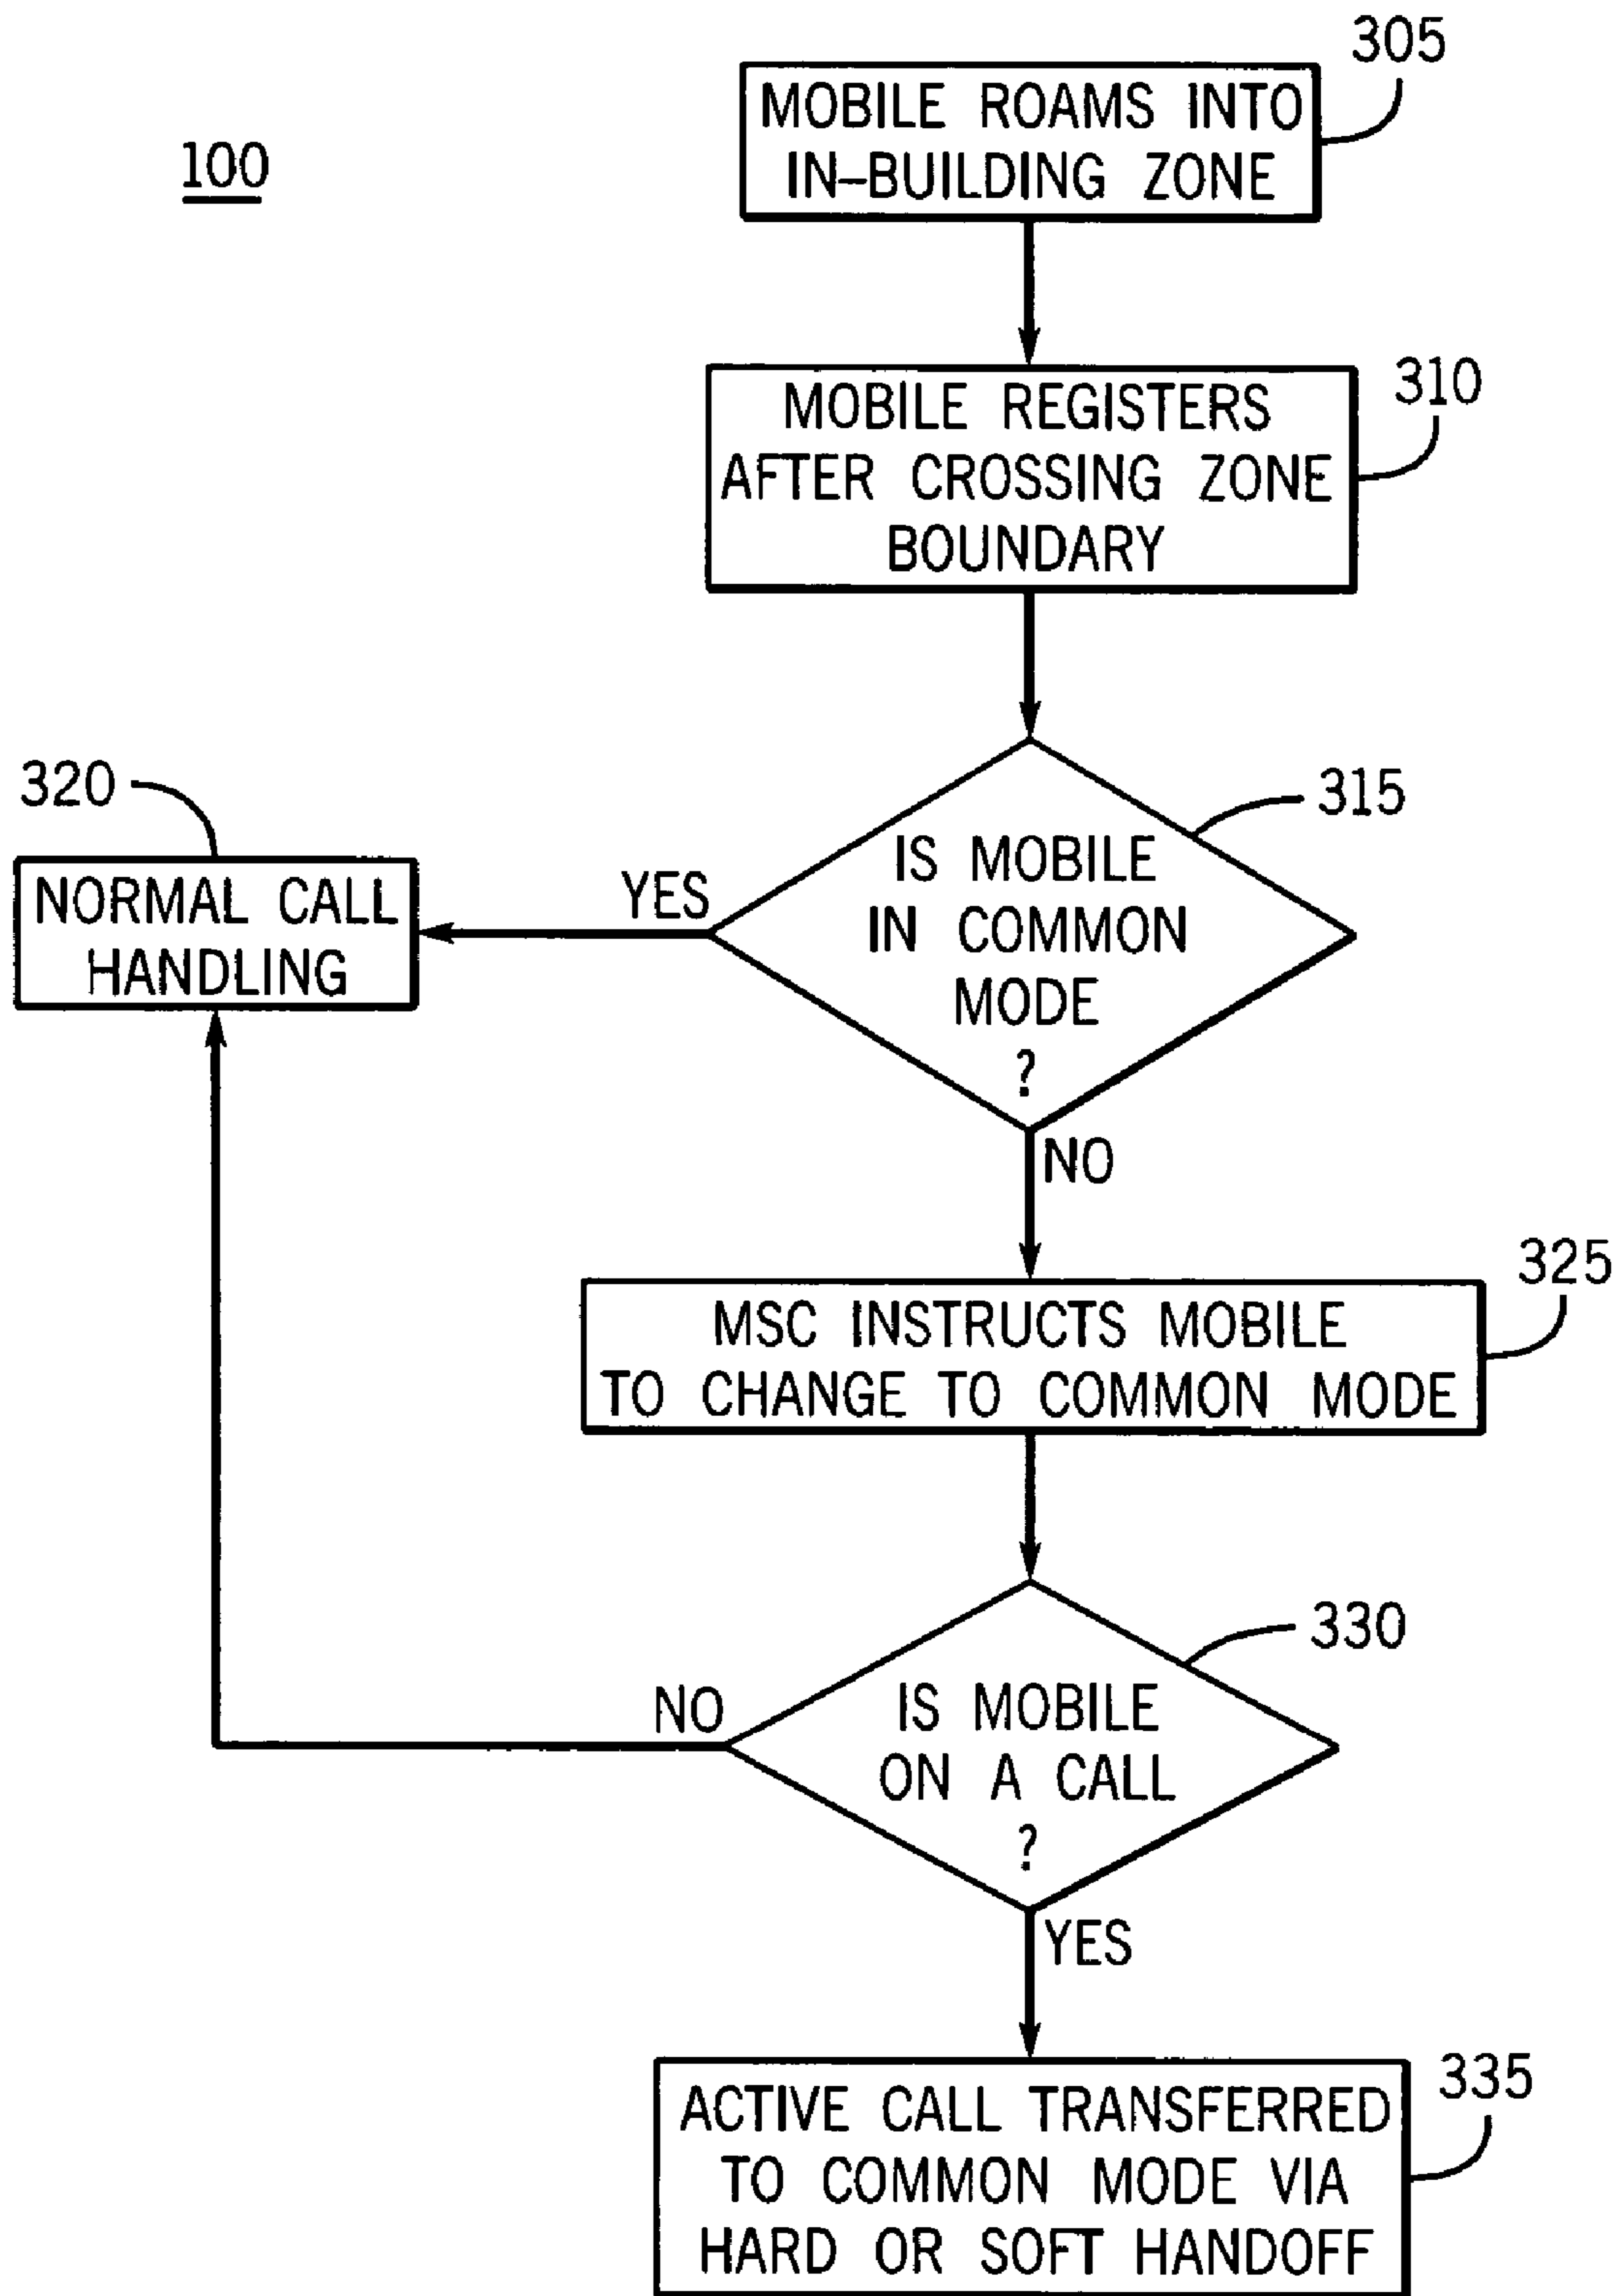 305
MOBILE ROAMS INTO
IN-BUILDING ZONE
100
310
MOBILE REGISTERS
AFTER CROSSING ZONE
BOUNDARY
320
315
NORMAL CALL
HANDLING
YES
IS MOBILE
IN COMMON
MODE
?
NO
325
MSC INSTRUCTS MOBILE
TO CHANGE TO COMMON MODE
330
NO
IS MOBILE
ON A CALL
?
YES
335
ACTIVE CALL TRANSFERRED
TO COMMON MODE VIA
HARD OR SOFT HANDOFF